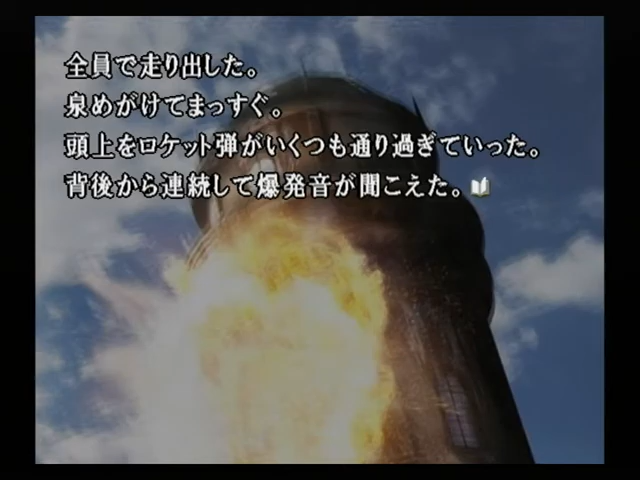 全員で走り出した。
泉めがけてまっすぐ。
頭上をロケット弾がいくつも通り過ぎていった。
背後から連続して爆発音が聞こえた。